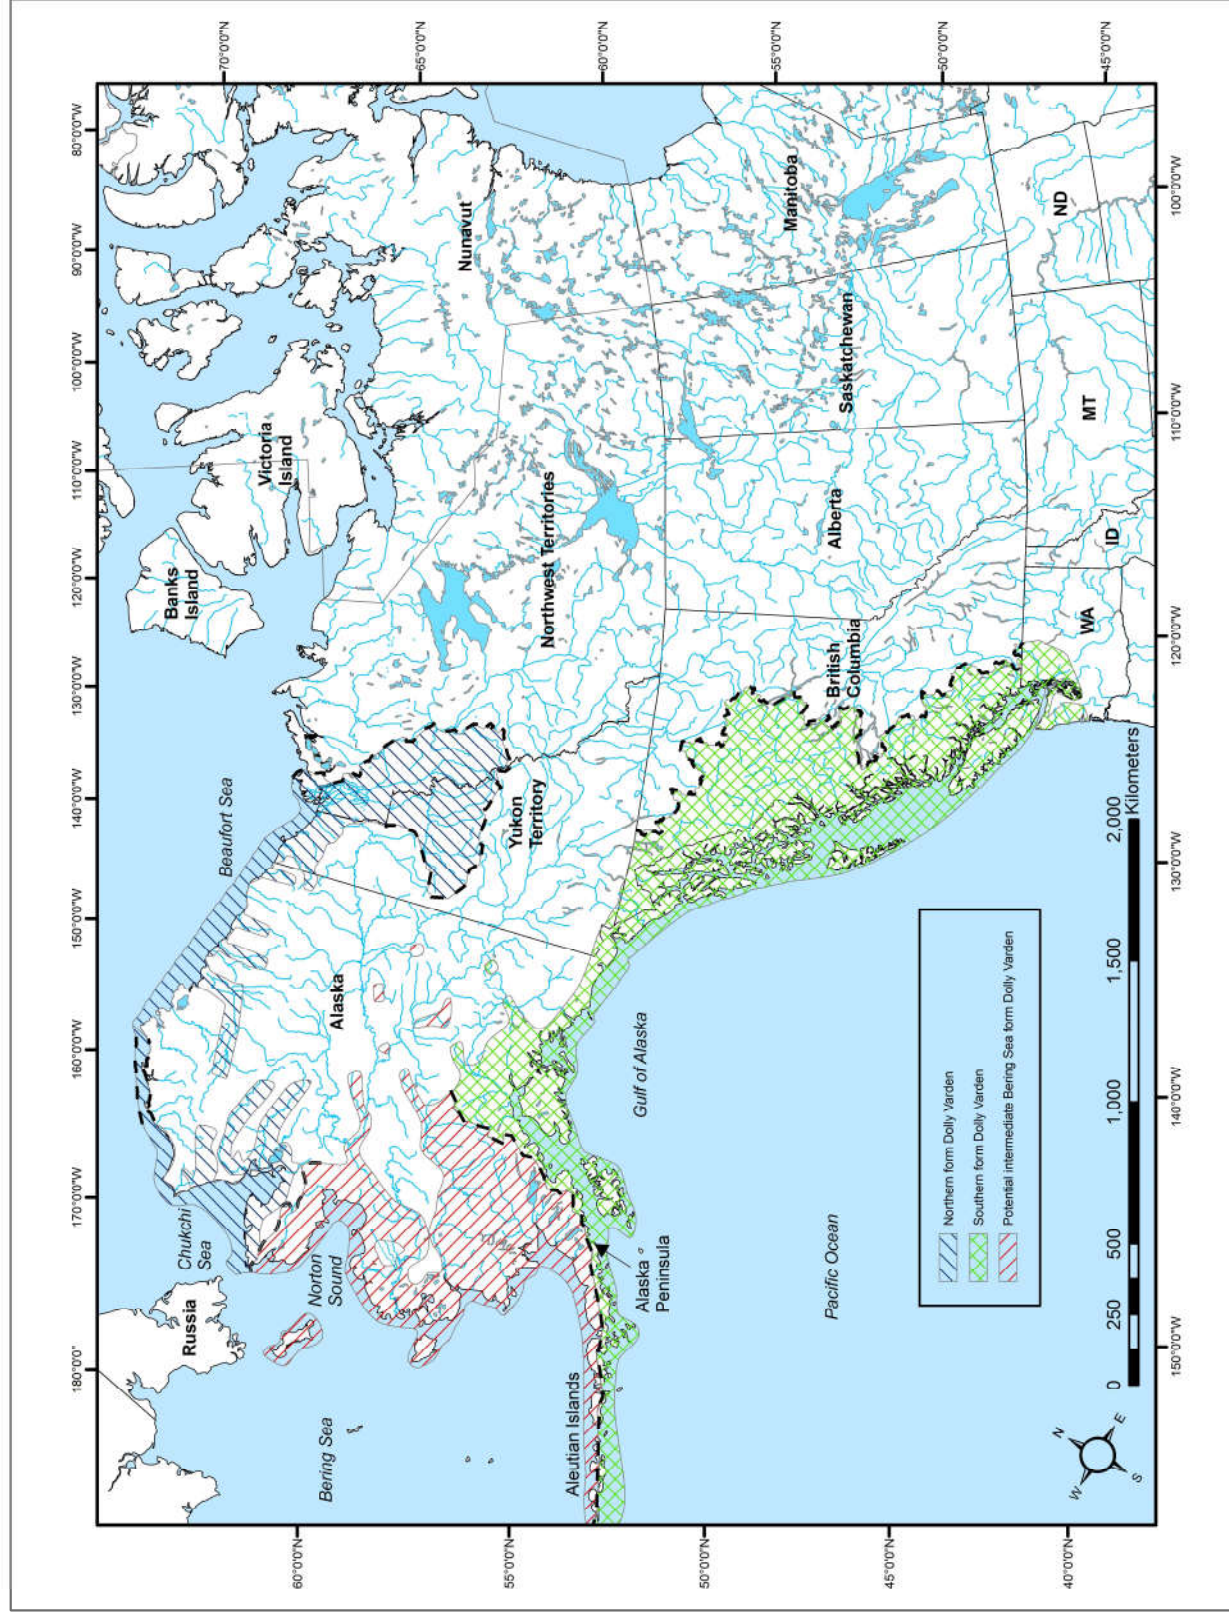 180°0'0" 170°0'0"W 160°0'0"W 150°0'0"W 140°0'0"W 130°0'0"W 120°0'0"W 110°0'0"W 100°0'0"W 90°0'0"W 80°0'0"W
Russia
Chukchi
Sea
Banks
Island
Beaufort Sea
70°0'0"N
Victoria
Island
60°0'0"N
Bering Sea
Norton
Sound
Alaska
65°0'0"N
Nunavut
55°0'0"N
Yukon
Territory
Northwest Territories
Aleutian Islands
60°0'0"N
Alaska
Peninsula
Gulf of Alaska
50°0'0"N
55°0'0"N
Manitoba
Pacific Ocean
British
Columbia
Alberta
Saskatchewan
45°0'0"N
50°0'0"N
Northern form Dolly Varden
Southern form Dolly Varden
Potential intermediate Bering Sea form Dolly Varden
40°0'0"N
N
W
E
S
WA
ID
MT
ND
45°0'0"N
0 250 500 1,000 1,500 2,000
Kilometers
150°0'0"W 140°0'0"W 130°0'0"W 120°0'0"W 110°0'0"W 100°0'0"W